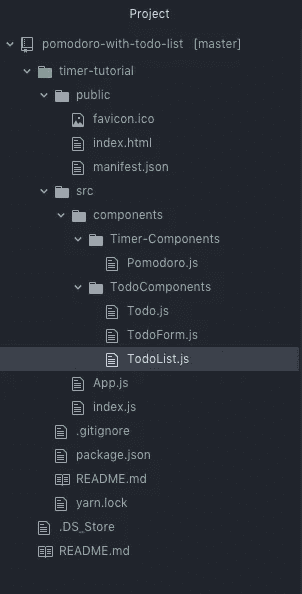 Project
pomodoro-with-todo-list [master]
timer-tutorial
public
favicon.ico
index.html
manifest.json
src
components
Timer-Components
Pomodoro.js
TodoComponents
Todo.js
TodoForm.js
TodoList.js
App.js
index.js
.gitignore
package.json
README.md
yarn.lock
.DS_Store
README.md